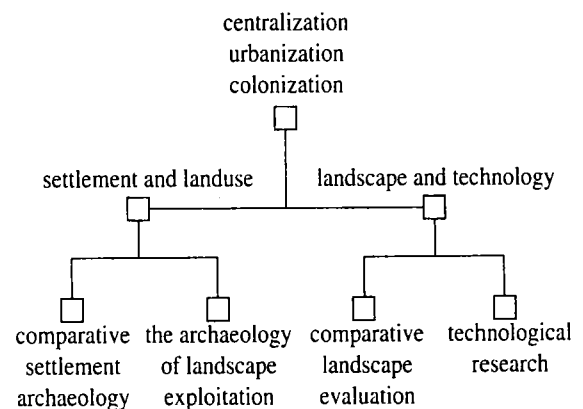 centralization
urbanization
colonization
settlement and landuse
landscape and technology
comparative
settlement
archaeology
the archaeology
of landscape
exploitation
comparative
landscape
evaluation
technological
research